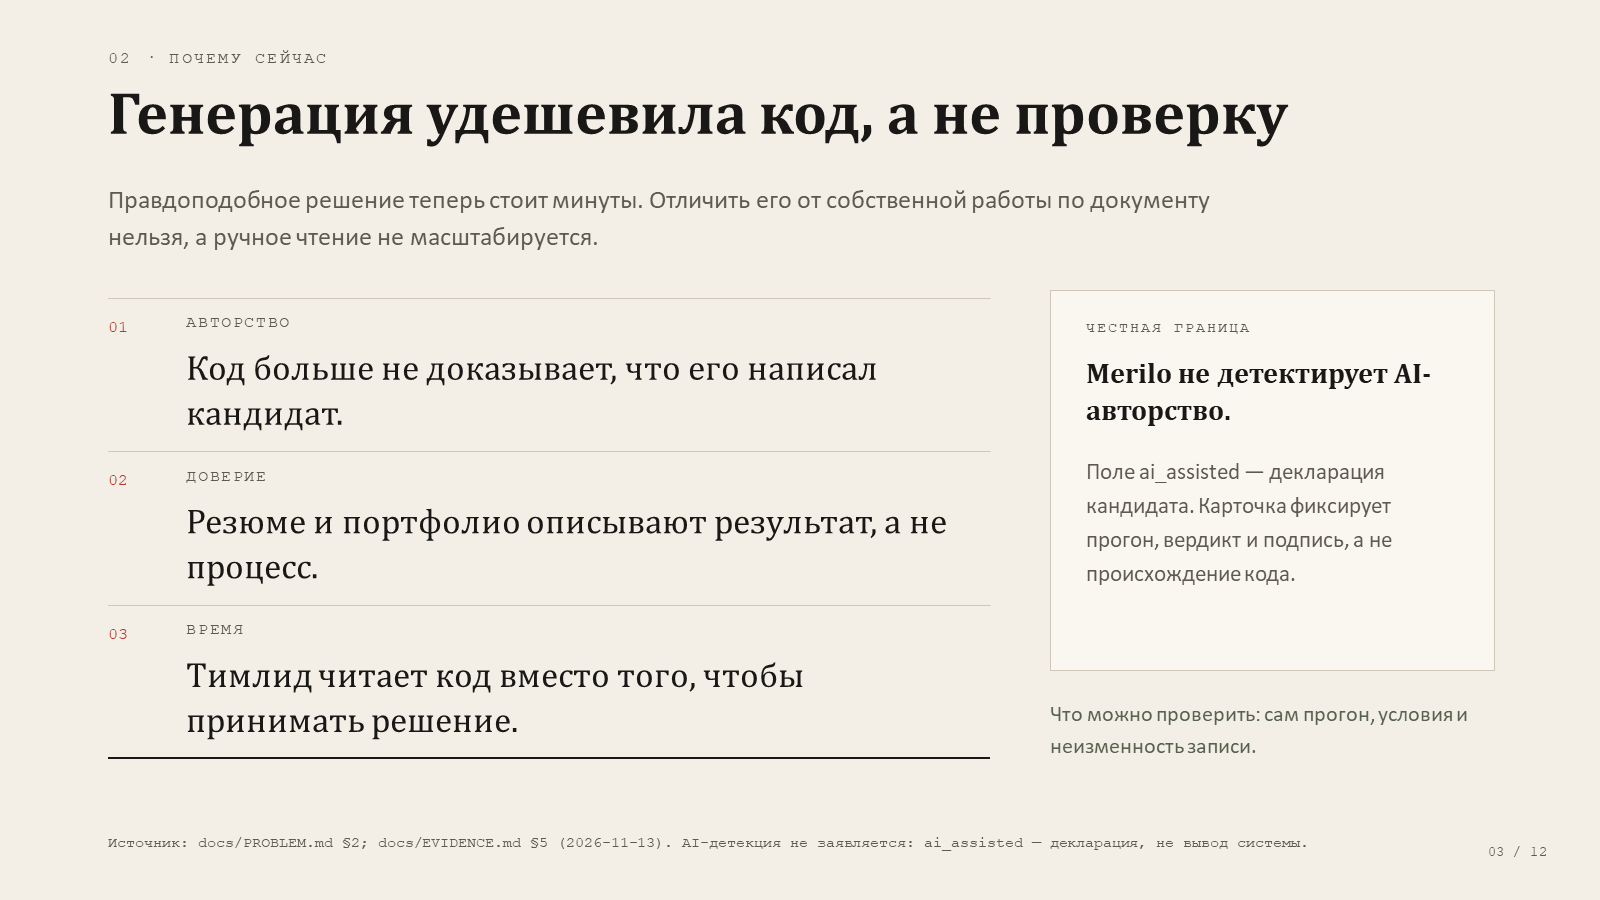 02 · ПОЧЕМУ СЕЙЧАС
Генерация удешевила код, а не проверку
Правдоподобное решение теперь стоит минуты. Отличить его от собственной работы по документу
нельзя, а ручное чтение не масштабируется.
01
АВТОРСТВО
Код больше не доказывает, что его написал
кандидат.
02
ДОВЕРИЕ
Резюме и портфолио описывают результат, а не
процесс.
03
ВРЕМЯ
Тимлид читает код вместо того, чтобы
принимать решение.
ЧЕСТНАЯ ГРАНИЦА
Merilo не детектирует AI-
авторство.
Поле ai_assisted — декларация
кандидата. Карточка фиксирует
прогон, вердикт и подпись, а не
происхождение кода.
Что можно проверить: сам прогон, условия и
неизменность записи.
Источник: docs/PROBLEM.md §2; docs/EVIDENCE.md §5 (2026-11-13). AI-детекция не заявляется: ai_assisted — декларация, не вывод системы.
03 / 12